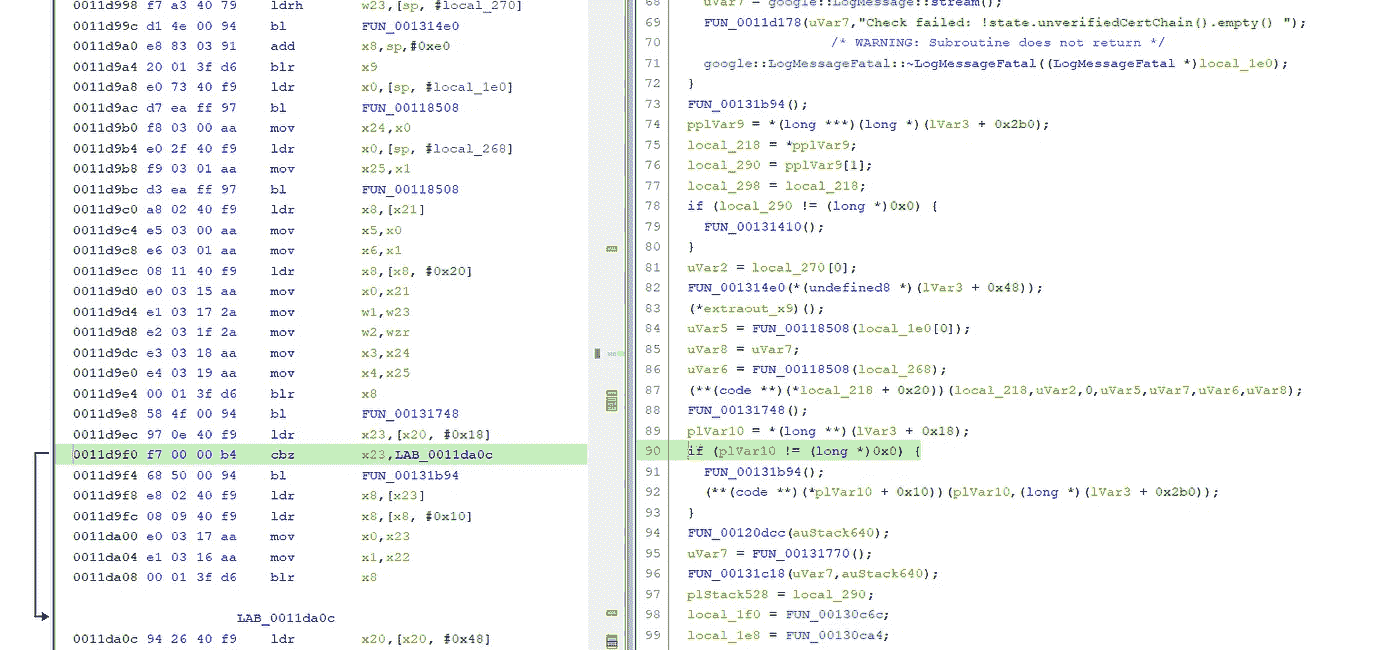 0011d998 f7 a3 40 79 ldrh w23,[sp, #local_270]
0011d99c d1 4e 00 94 bl FUN_001314e0
0011d9a0 e8 83 03 91 add x8,sp,#0xe0
0011d9a4 20 01 3f d6 blr x9
0011d9a8 e0 73 40 f9 ldr x0,[sp, #local_1e0]
0011d9ac d7 ea ff 97 bl FUN_00118508
0011d9b0 f8 03 00 aa mov x24,x0
0011d9b4 e0 2f 40 f9 ldr x0,[sp, #local_268]
0011d9b8 f9 03 01 aa mov x25,x1
0011d9bc d3 ea ff 97 bl FUN_00118508
0011d9c0 a8 02 40 f9 ldr x8,[x21]
0011d9c4 e5 03 00 aa mov x5,x0
0011d9c8 e6 03 01 aa mov x6,x1
0011d9cc 08 11 40 f9 ldr x8,[x8, #0x20]
0011d9d0 e0 03 15 aa mov x0,x21
0011d9d4 e1 03 17 2a mov w1,w23
0011d9d8 e2 03 1f 2a mov w2,wzr
0011d9dc e3 03 18 aa mov x3,x24
0011d9e0 e4 03 19 aa mov x4,x25
0011d9e4 00 01 3f d6 blr x8
0011d9e8 58 4f 00 94 bl FUN_00131748
0011d9ec 97 0e 40 f9 ldr x23,[x20, #0x18]
0011d9f0 f7 00 00 b4 cbz x23,LAB_0011da0c
0011d9f4 68 50 00 94 bl FUN_00131b94
0011d9f8 e8 02 40 f9 ldr x8,[x23]
0011d9fc 08 09 40 f9 ldr x8,[x8, #0x10]
0011da00 e0 03 17 aa mov x0,x23
0011da04 e1 03 16 aa mov x1,x22
0011da08 00 01 3f d6 blr x8
LAB_0011da0c
0011da0c 94 26 40 f9 ldr x20,[x20, #0x48]
68 uVar7 = google::LogMessage::stream();
69 FUN_0011d178(uVar7,"Check failed: !state.unverifiedCertChain().empty() ");
70 /* WARNING: Subroutine does not return */
71 google::LogMessageFatal::~LogMessageFatal((LogMessageFatal *)local_1e0);
72 }
73 FUN_00131b94();
74 pplVar9 = *(long ***)(long *)(lVar3 + 0x2b0);
75 local_218 = *pplVar9;
76 local_290 = pplVar9[1];
77 local_298 = local_218;
78 if (local_290 != (long *)0x0) {
79 FUN_00131410();
80 }
81 uVar2 = local_270[0];
82 FUN_001314e0(*(undefined8 *)(lVar3 + 0x48));
83 (*extraout_x9)();
84 uVar5 = FUN_00118508(local_1e0[0]);
85 uVar8 = uVar7;
86 uVar6 = FUN_00118508(local_268);
87 (**(code **)(*local_218 + 0x20))(local_218,uVar2,0,uVar5,uVar7,uVar6,uVar8);
88 FUN_00131748();
89 plVar10 = *(long **)(lVar3 + 0x18);
90 if (plVar10 != (long *)0x0) {
91 FUN_00131b94();
92 (**(code **)(*plVar10 + 0x10))(plVar10,(long *)(lVar3 + 0x2b0));
93 }
94 FUN_00120dcc(auStack640);
95 uVar7 = FUN_00131770();
96 FUN_00131c18(uVar7,auStack640);
97 plStack528 = local_290;
98 local_1f0 = FUN_00130c6c;
99 local_1e8 = FUN_00130ca4;